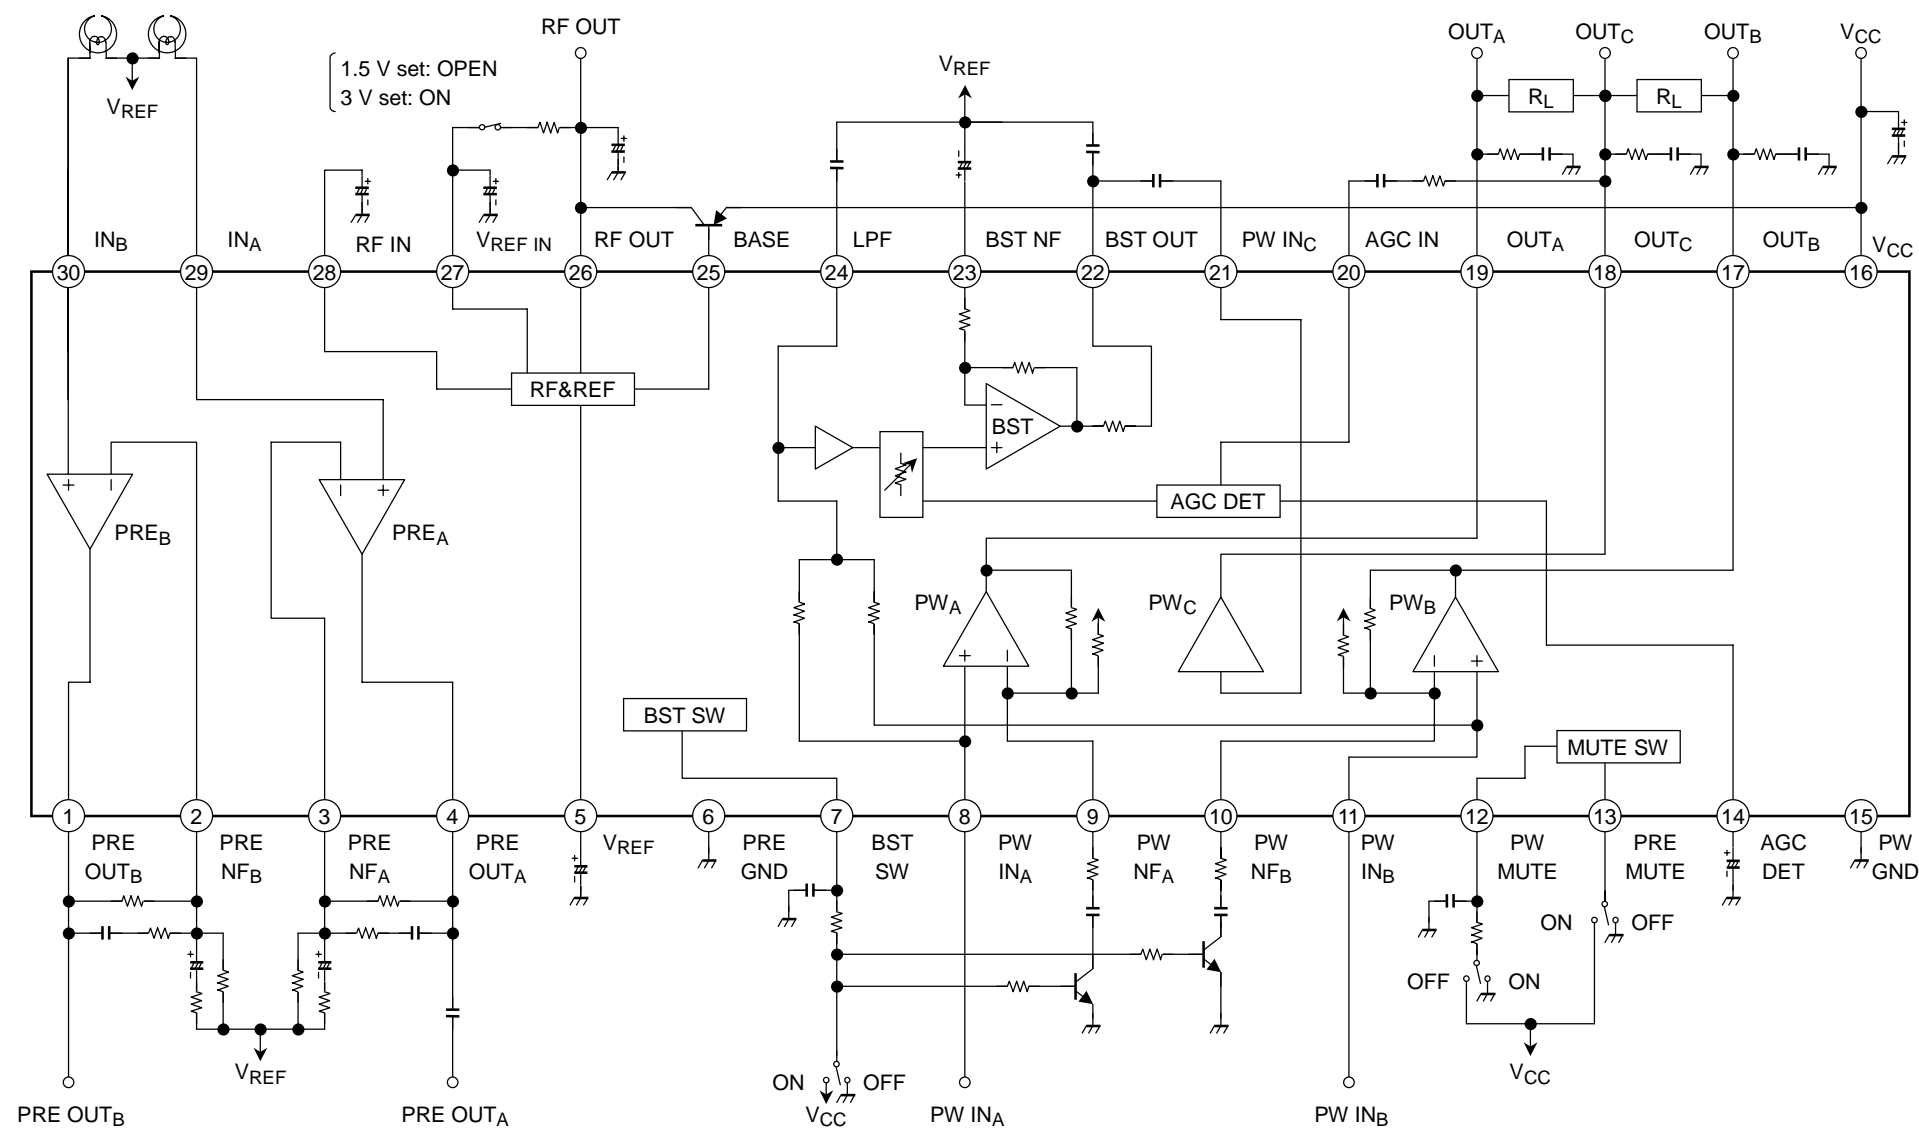 RF OUT
OUTA
OUTC
OUTB
VCC
1.5 V set: OPEN
3 V set: ON
VREF
VREF
RL
RL
INB
INA
RF IN
VREF IN
RF OUT
BASE
LPF
BST NF
BST OUT
PW INC
AGC IN
OUTA
OUTC
OUTB
VCC
30
29
28
27
26
25
24
23
22
21
20
19
18
17
16
RF&REF
BST
AGC DET
PREB
PREA
PWA
PWC
PWB
BST SW
MUTE SW
1
2
3
4
5
6
7
8
9
10
11
12
13
14
15
PRE OUTB
PRE NFB
PRE NFA
PRE OUTA
VREF
PRE GND
BST SW
PW INA
PW NFA
PW NFB
PW INB
PW MUTE
PRE MUTE
AGC DET
PW GND
ON
OFF
OFF
ON
VREF
VCC
ON
OFF
VCC
PRE OUTB
PRE OUTA
PW INA
PW INB